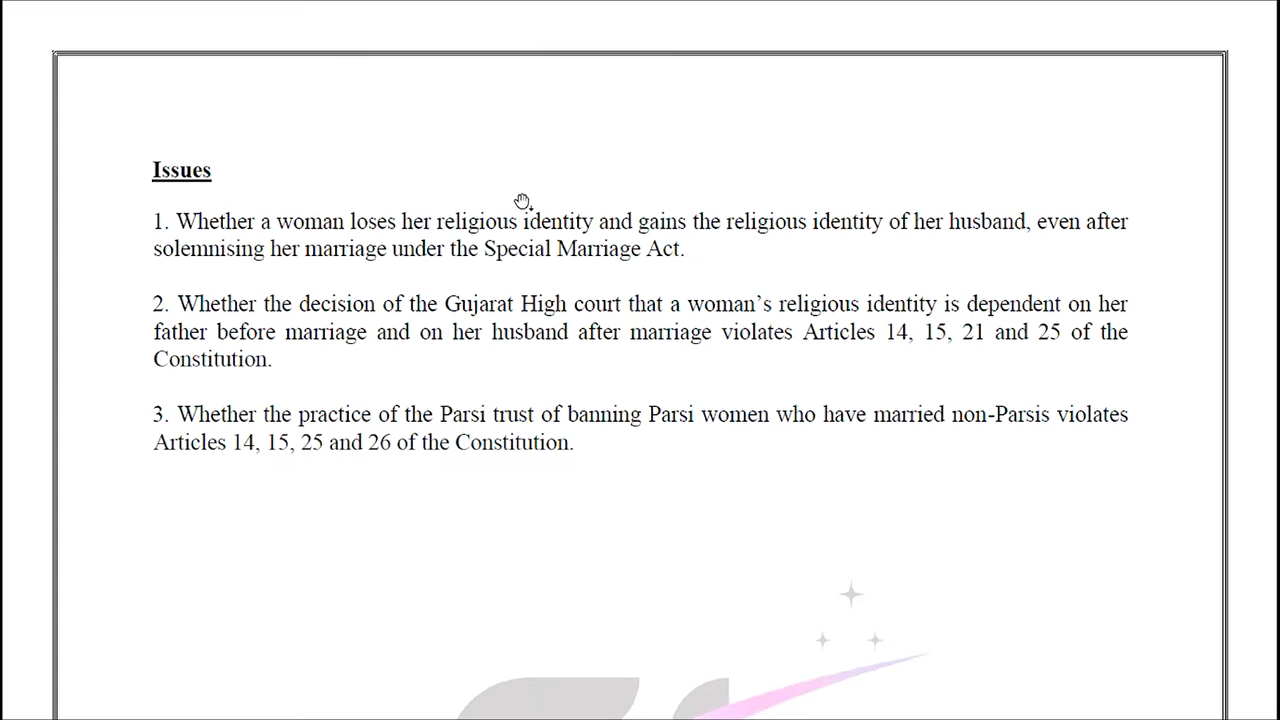 Issues
1. Whether a woman loses her religious identity and gains the religious identity of her husband, even after
solemnising her marriage under the Special Marriage Act.
2. Whether the decision of the Gujarat High court that a woman’s religious identity is dependent on her
father before marriage and on her husband after marriage violates Articles 14, 15, 21 and 25 of the
Constitution.
3. Whether the practice of the Parsi trust of banning Parsi women who have married non-Parsis violates
Articles 14, 15, 25 and 26 of the Constitution.